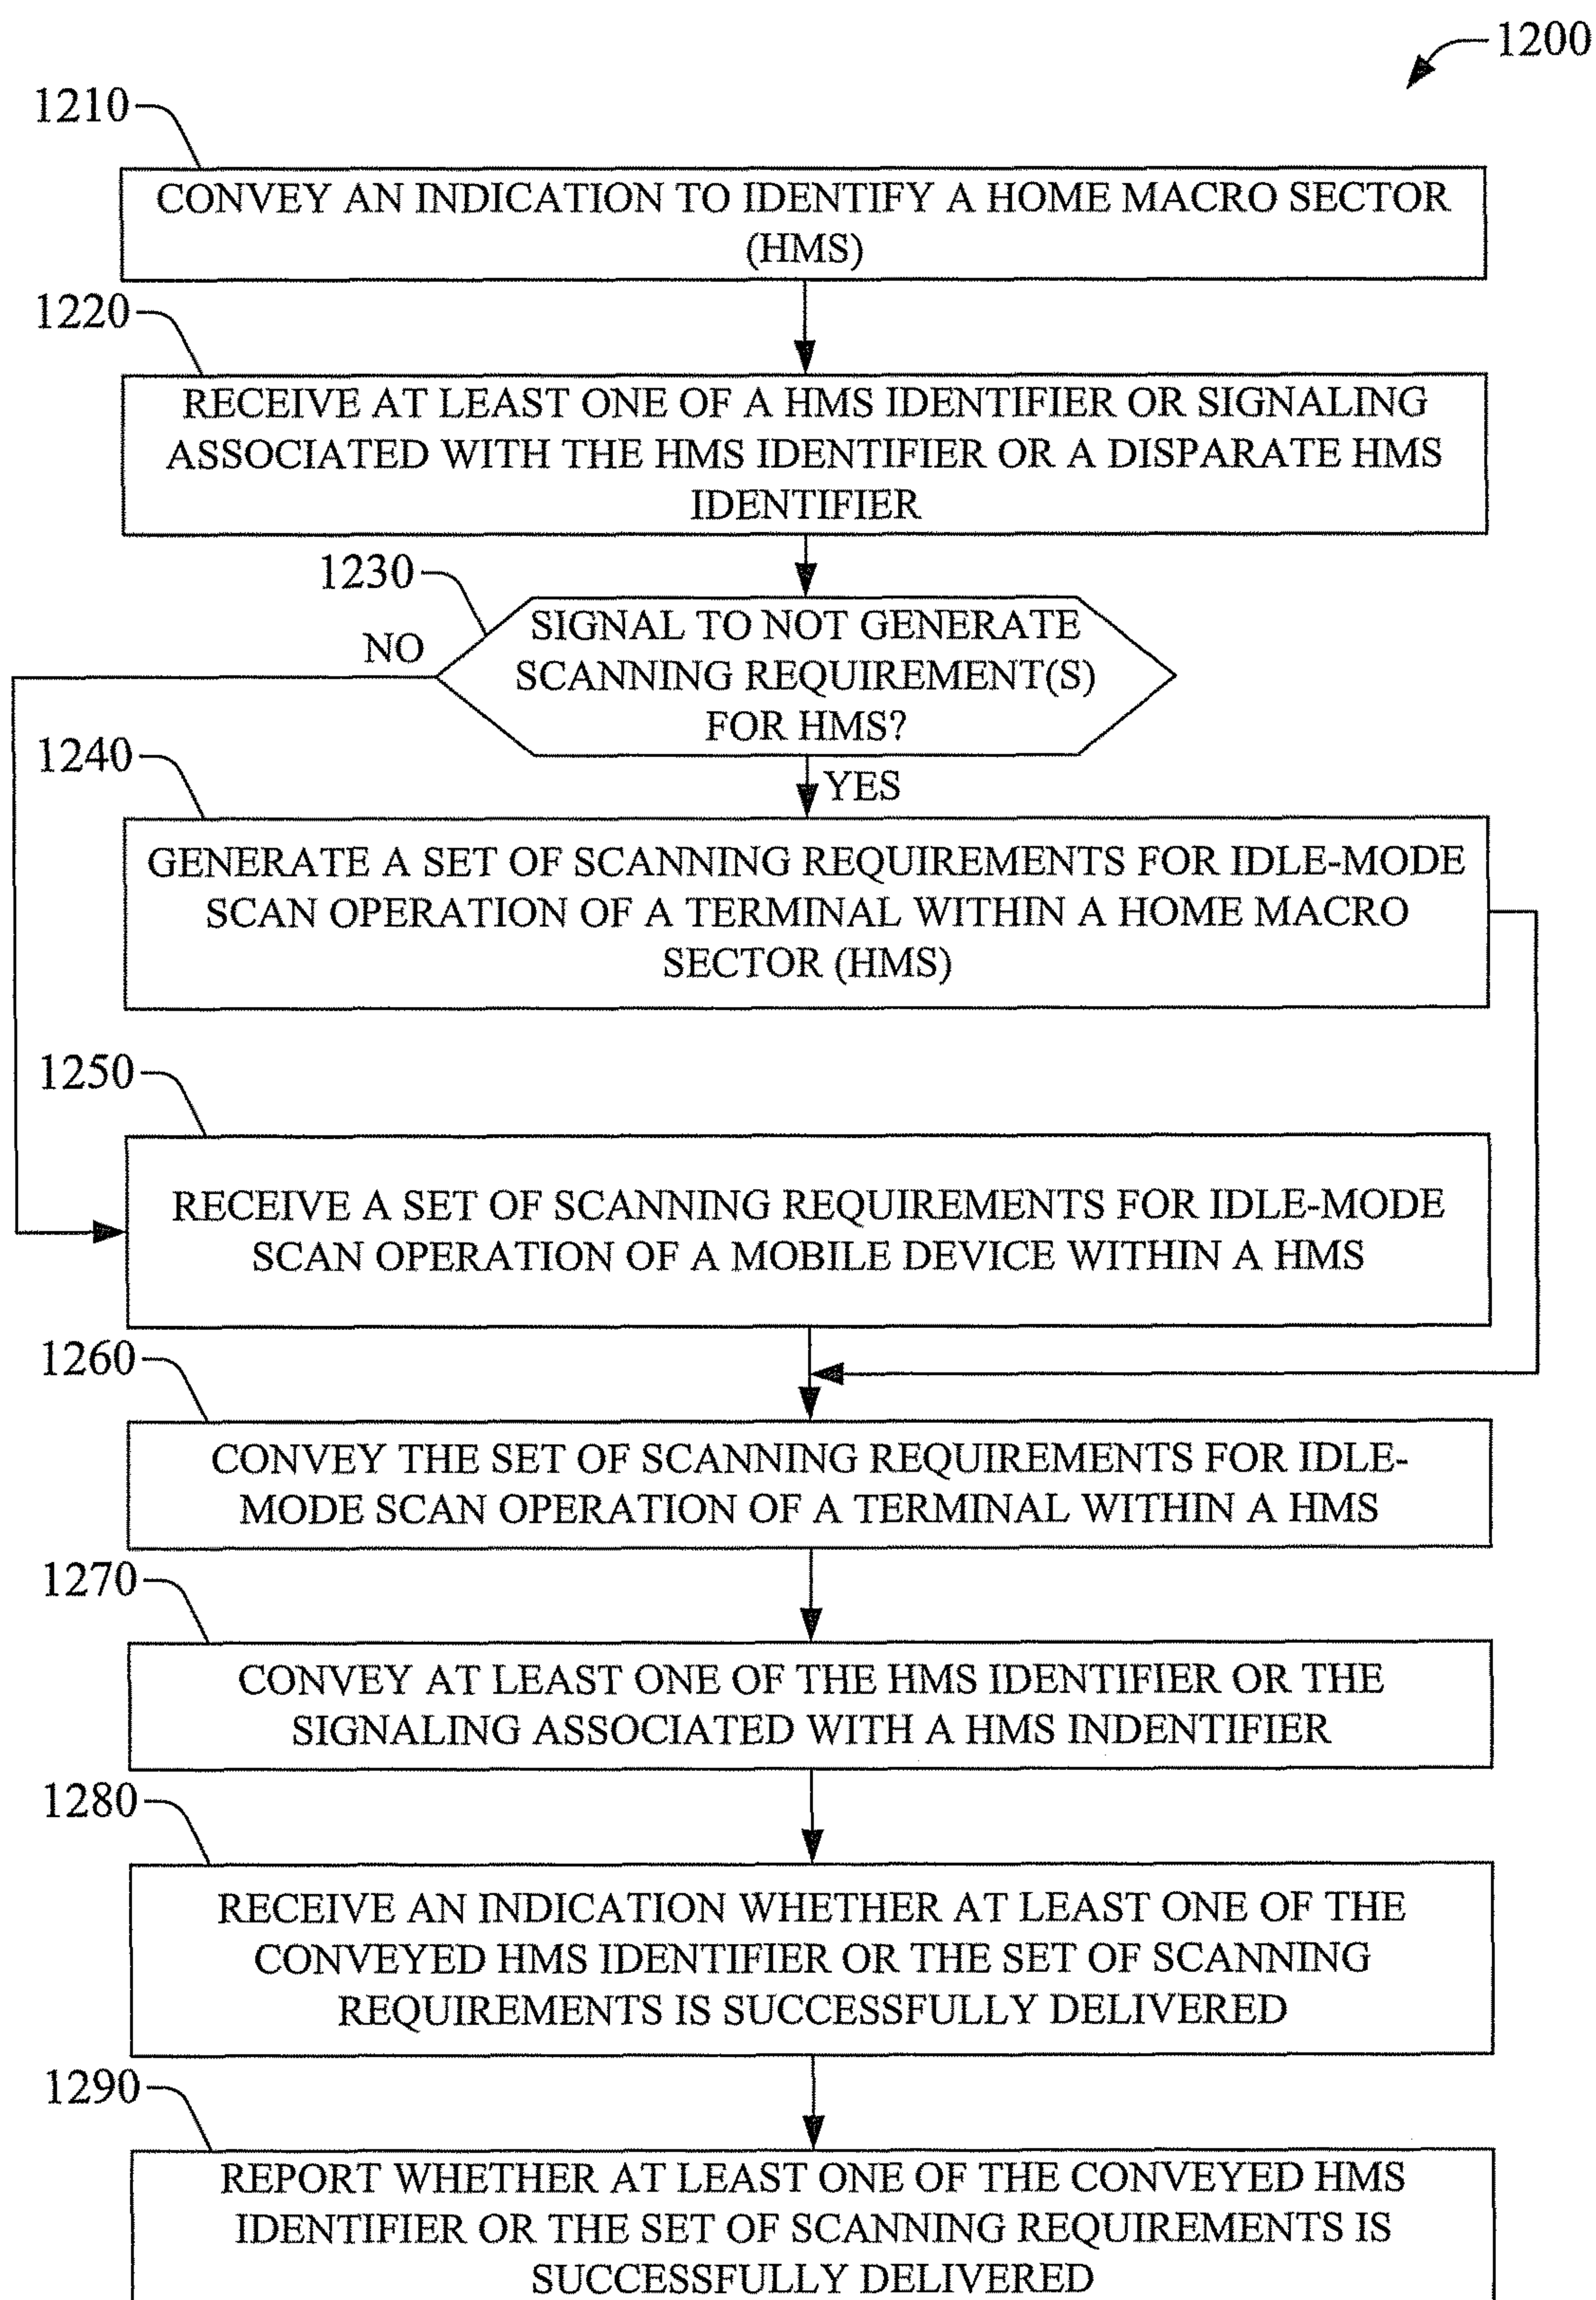 1200
1210
CONVEY AN INDICATION TO IDENTIFY A HOME MACRO SECTOR
(HMS)
1220
RECEIVE AT LEAST ONE OF A HMS IDENTIFIER OR SIGNALING
ASSOCIATED WITH THE HMS IDENTIFIER OR A DISPARATE HMS
IDENTIFIER
1230
SIGNAL TO NOT GENERATE
SCANNING REQUIREMENT(S)
FOR HMS?
NO
YES
1240
GENERATE A SET OF SCANNING REQUIREMENTS FOR IDLE-MODE
SCAN OPERATION OF A TERMINAL WITHIN A HOME MACRO
SECTOR (HMS)
1250
RECEIVE A SET OF SCANNING REQUIREMENTS FOR IDLE-MODE
SCAN OPERATION OF A MOBILE DEVICE WITHIN A HMS
1260
CONVEY THE SET OF SCANNING REQUIREMENTS FOR IDLE-
MODE SCAN OPERATION OF A TERMINAL WITHIN A HMS
1270
CONVEY AT LEAST ONE OF THE HMS IDENTIFIER OR THE
SIGNALING ASSOCIATED WITH A HMS INDENTIFIER
1280
RECEIVE AN INDICATION WHETHER AT LEAST ONE OF THE
CONVEYED HMS IDENTIFIER OR THE SET OF SCANNING
REQUIREMENTS IS SUCCESSFULLY DELIVERED
1290
REPORT WHETHER AT LEAST ONE OF THE CONVEYED HMS
IDENTIFIER OR THE SET OF SCANNING REQUIREMENTS IS
SUCCESSFULLY DELIVERED